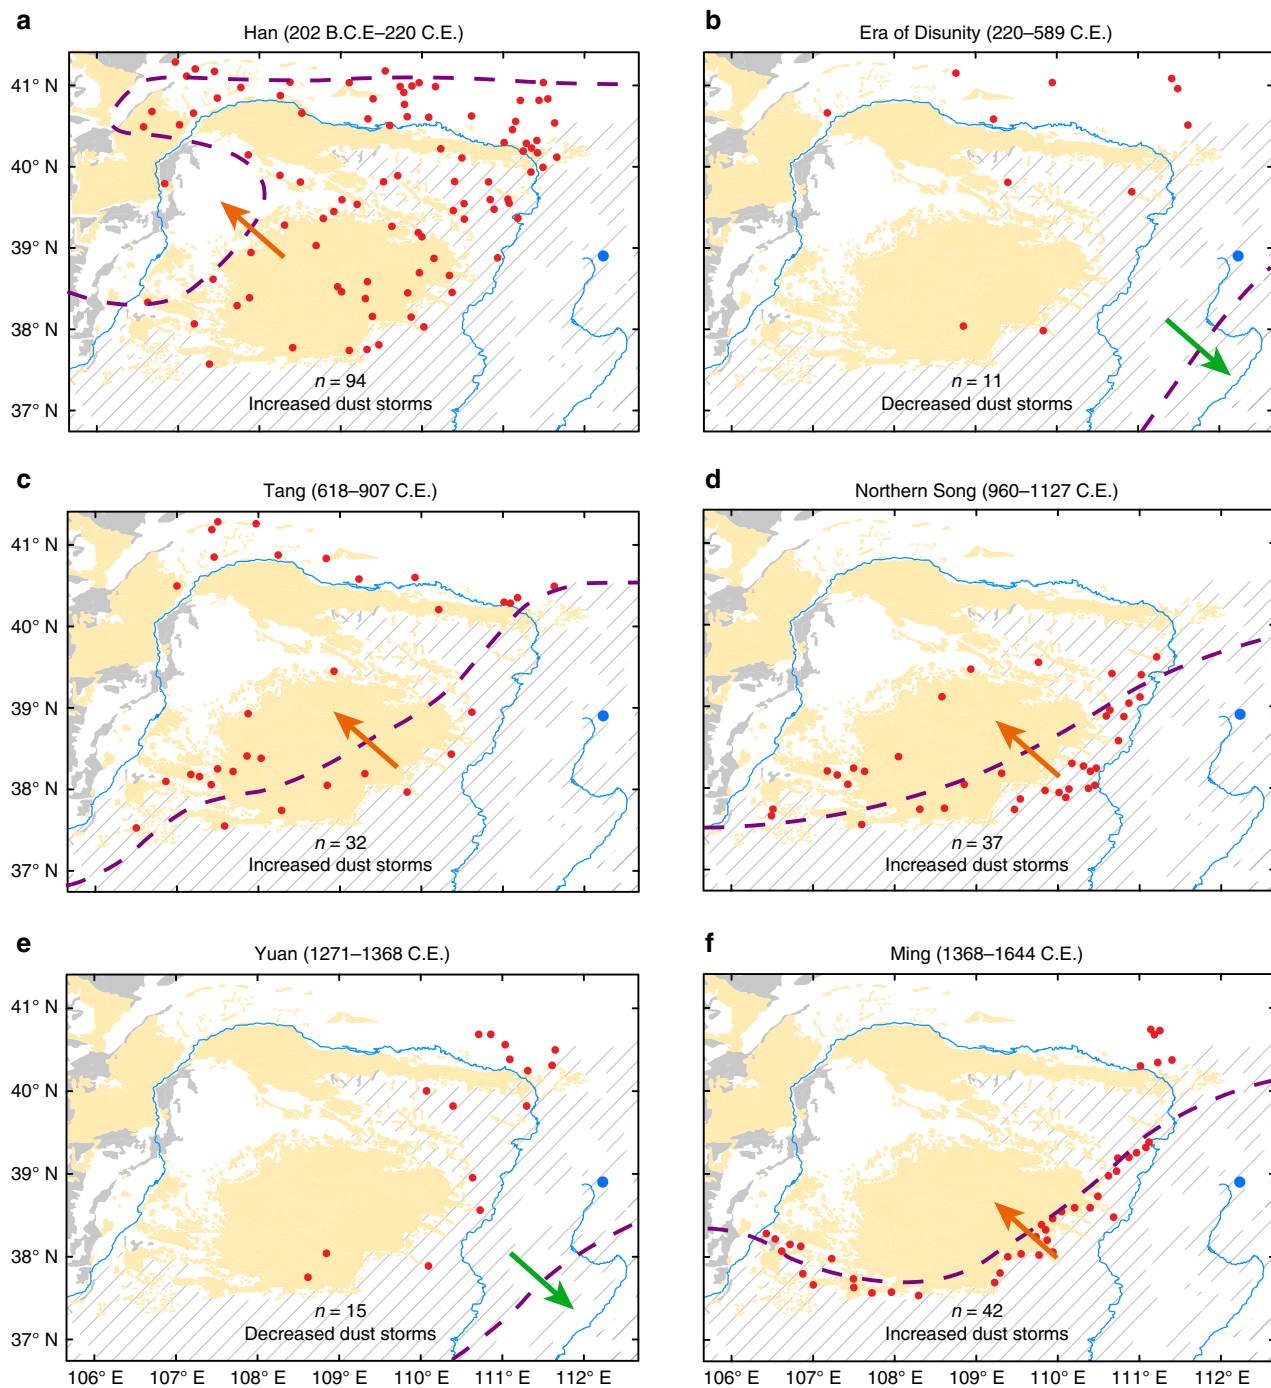 a
Han (202 B.C.E–220 C.E.)
41° N
40° N
39° N
38° N
37° N
n = 94
Increased dust storms
b
Era of Disunity (220–589 C.E.)
n = 11
Decreased dust storms
c
Tang (618–907 C.E.)
41° N
40° N
39° N
38° N
37° N
n = 32
Increased dust storms
d
Northern Song (960–1127 C.E.)
n = 37
Increased dust storms
e
Yuan (1271–1368 C.E.)
41° N
40° N
39° N
38° N
37° N
n = 15
Decreased dust storms
106° E 107° E 108° E 109° E 110° E 111° E 112° E
f
Ming (1368–1644 C.E.)
n = 42
Increased dust storms
106° E 107° E 108° E 109° E 110° E 111° E 112° E